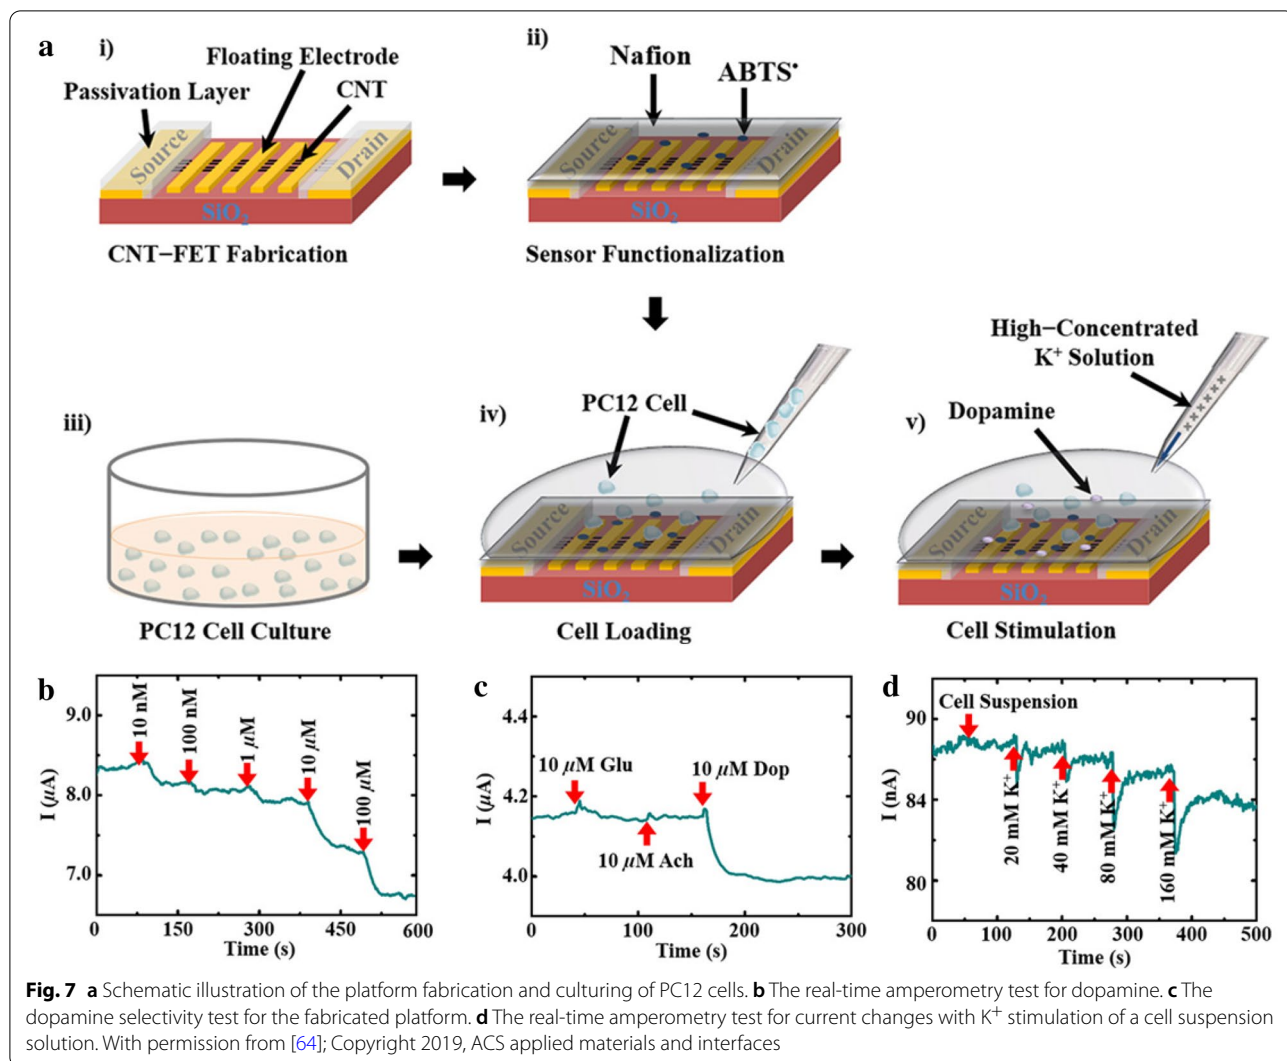 a
i)
Floating Electrode
Passivation Layer
CNT
Source
Drain
SiO₂
CNT–FET Fabrication
ii)
Nafion
ABTS•
Source
Drain
SiO₂
Sensor Functionalization
iii)
PC12 Cell Culture
iv)
PC12 Cell
Source
Drain
SiO₂
Cell Loading
v)
High–Concentrated
K⁺ Solution
Dopamine
Source
Drain
SiO₂
Cell Stimulation
b
I (µA)
9.0
8.0
7.0
10 nM
100 nM
1 µM
10 µM
100 µM
0 150 300 450 600
Time (s)
c
I (µA)
4.4
4.2
4.0
10 µM Glu
10 µM Dop
10 µM Ach
0 100 200 300
Time (s)
d
I (nA)
90
84
80
Cell Suspension
20 mM K⁺
40 mM K⁺
80 mM K⁺
160 mM K⁺
0 100 200 300 400 500
Time (s)
Fig. 7 a Schematic illustration of the platform fabrication and culturing of PC12 cells. b The real-time amperometry test for dopamine. c The
dopamine selectivity test for the fabricated platform. d The real-time amperometry test for current changes with K⁺ stimulation of a cell suspension
solution. With permission from [64]; Copyright 2019, ACS applied materials and interfaces